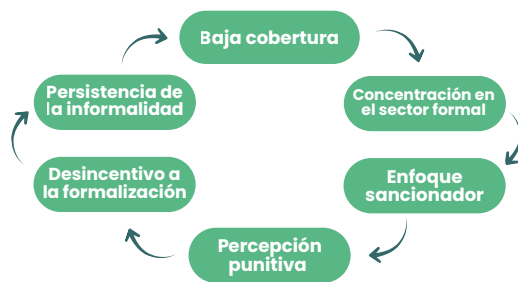 Baja cobertura
Concentración en
el sector formal
Enfoque
sancionador
Percepción
punitiva
Desincentivo a
la formalización
Persistencia de
la informalidad